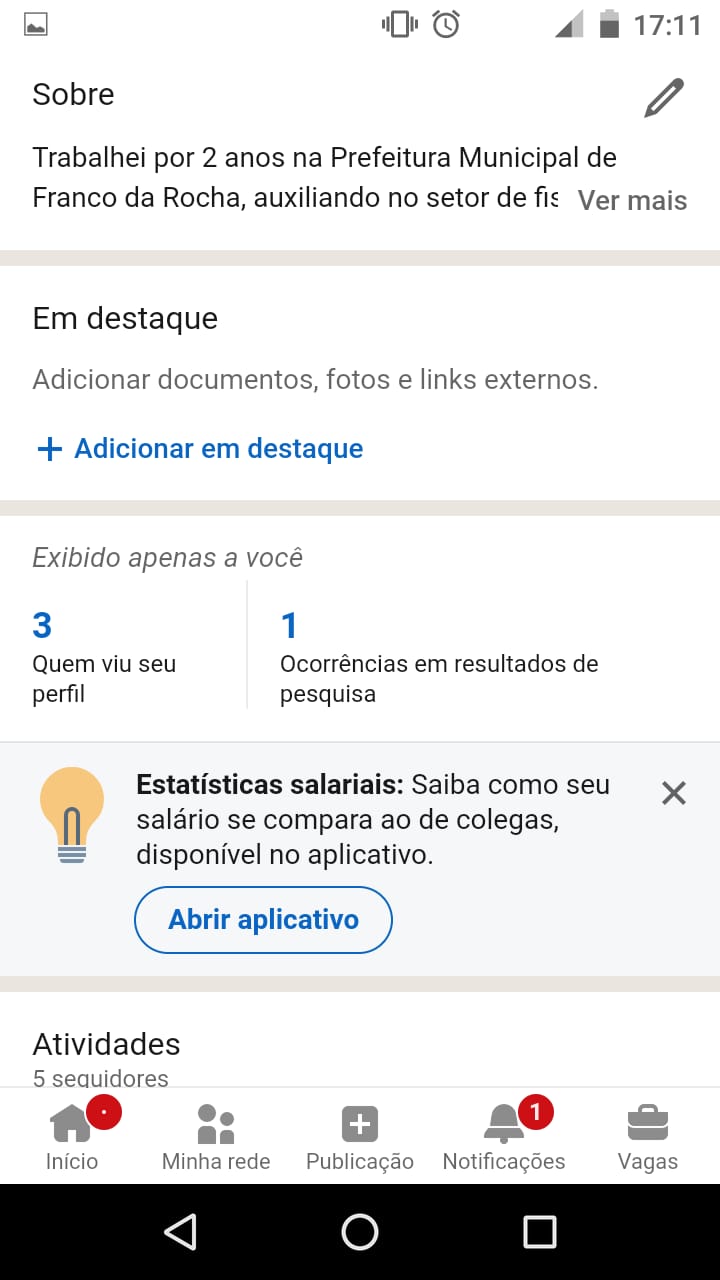 17:11
Sobre
Trabalhei por 2 anos na Prefeitura Municipal de
Franco da Rocha, auxiliando no setor de fis Ver mais
Em destaque
Adicionar documentos, fotos e links externos.
+ Adicionar em destaque
Exibido apenas a você
3
Quem viu seu
perfil
1
Ocorrências em resultados de
pesquisa
Estatísticas salariais: Saiba como seu
salário se compara ao de colegas,
disponível no aplicativo.
Abrir aplicativo
Atividades
5 seguidores
1
Início Minha rede Publicação Notificações Vagas